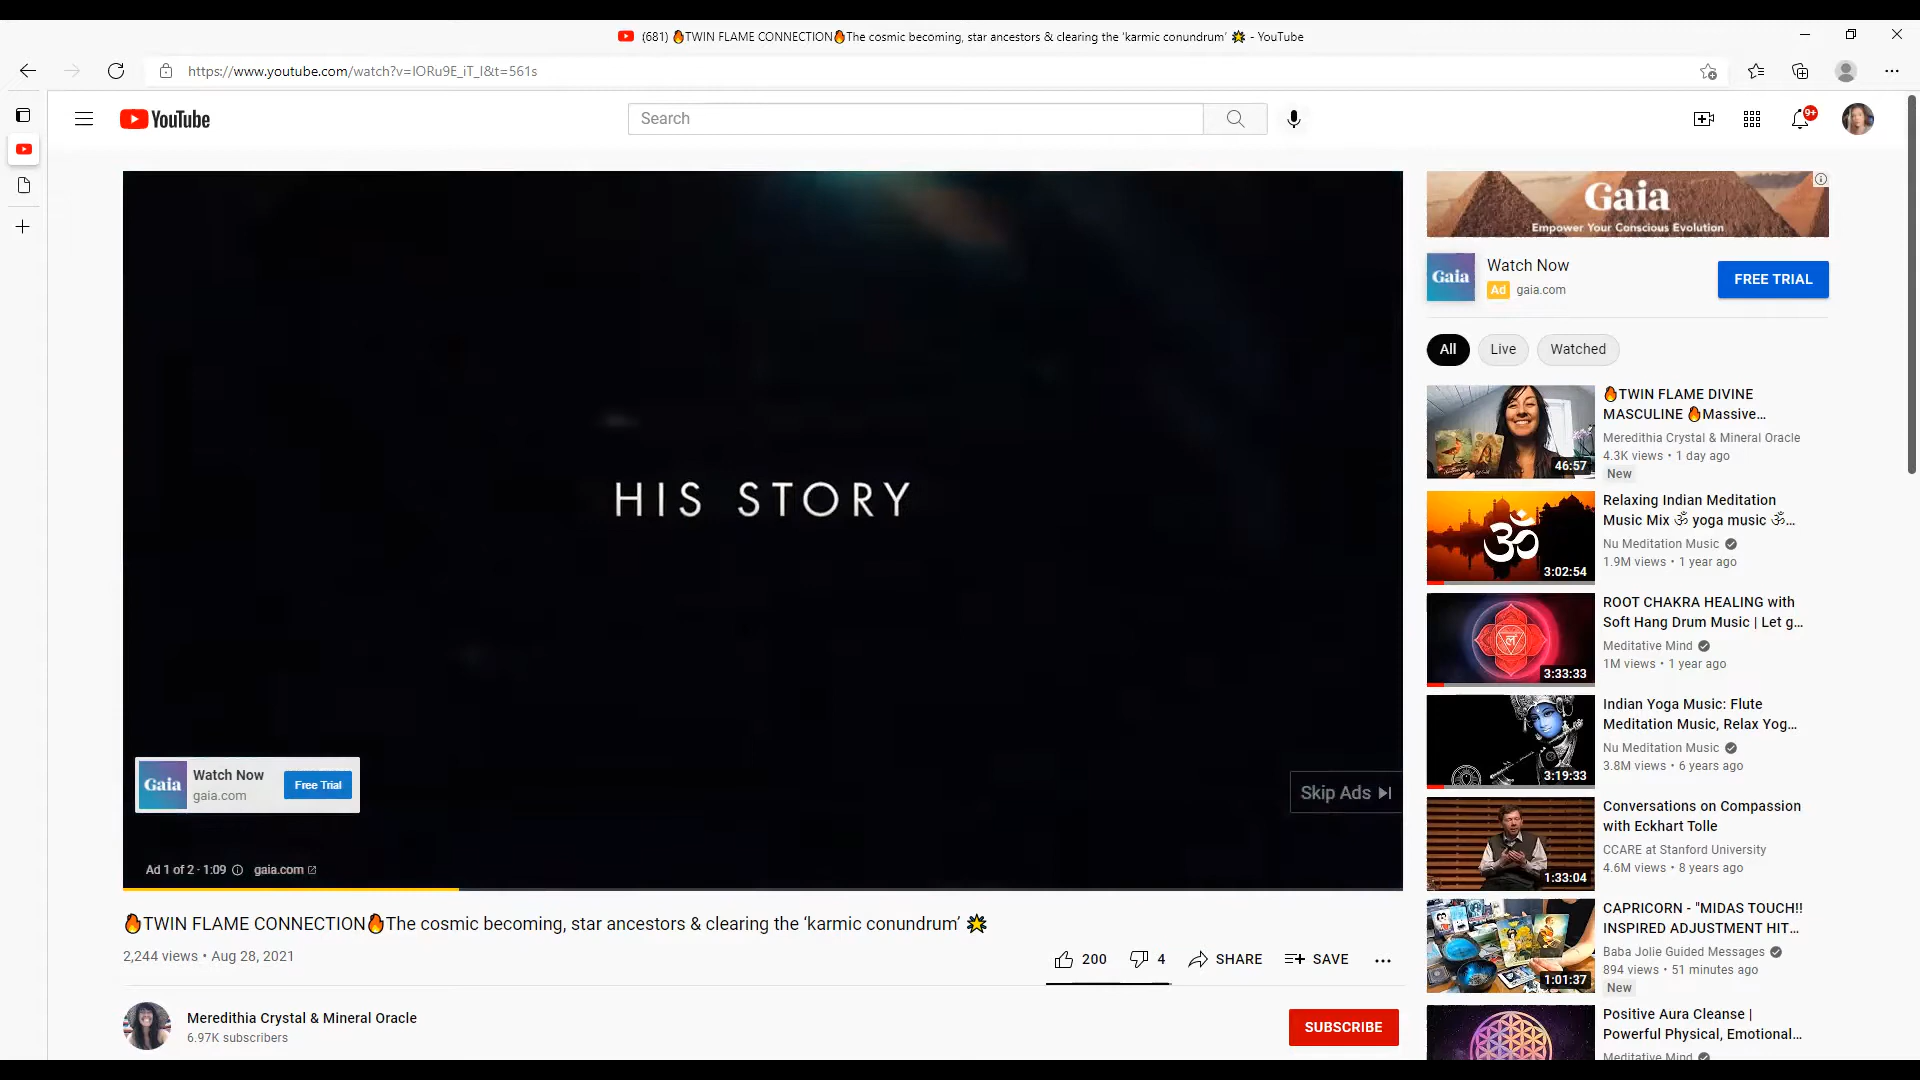 (681) 🔥TWIN FLAME CONNECTION🔥The cosmic becoming, star ancestors & clearing the ‘karmic conundrum’ 🌟 - YouTube
https://www.youtube.com/watch?v=IORu9E_iT_I&t=561s
YouTube
Search
9+
HIS STORY
Gaia
Watch Now
gaia.com
Free Trial
Skip Ads
Ad 1 of 2 · 1:09
gaia.com
🔥TWIN FLAME CONNECTION🔥The cosmic becoming, star ancestors & clearing the ‘karmic conundrum’ 🌟
2,244 views • Aug 28, 2021
200
4
SHARE
SAVE
Meredithia Crystal & Mineral Oracle
6.97K subscribers
SUBSCRIBE
Gaia
Empower Your Conscious Evolution
Gaia
Watch Now
Ad gaia.com
FREE TRIAL
All
Live
Watched
46:57
🔥TWIN FLAME DIVINE
MASCULINE 🔥Massive…
Meredithia Crystal & Mineral Oracle
4.3K views • 1 day ago
New
ॐ
3:02:54
Relaxing Indian Meditation
Music Mix ॐ yoga music ॐ…
Nu Meditation Music
1.9M views • 1 year ago
3:33:33
ROOT CHAKRA HEALING with
Soft Hang Drum Music | Let g…
Meditative Mind
1M views • 1 year ago
3:19:33
Indian Yoga Music: Flute
Meditation Music, Relax Yog…
Nu Meditation Music
3.8M views • 6 years ago
1:33:04
Conversations on Compassion
with Eckhart Tolle
CCARE at Stanford University
4.6M views • 8 years ago
1:01:37
CAPRICORN - "MIDAS TOUCH!!
INSPIRED ADJUSTMENT HIT…
Baba Jolie Guided Messages
894 views • 51 minutes ago
New
Positive Aura Cleanse |
Powerful Physical, Emotional…
Meditative Mind